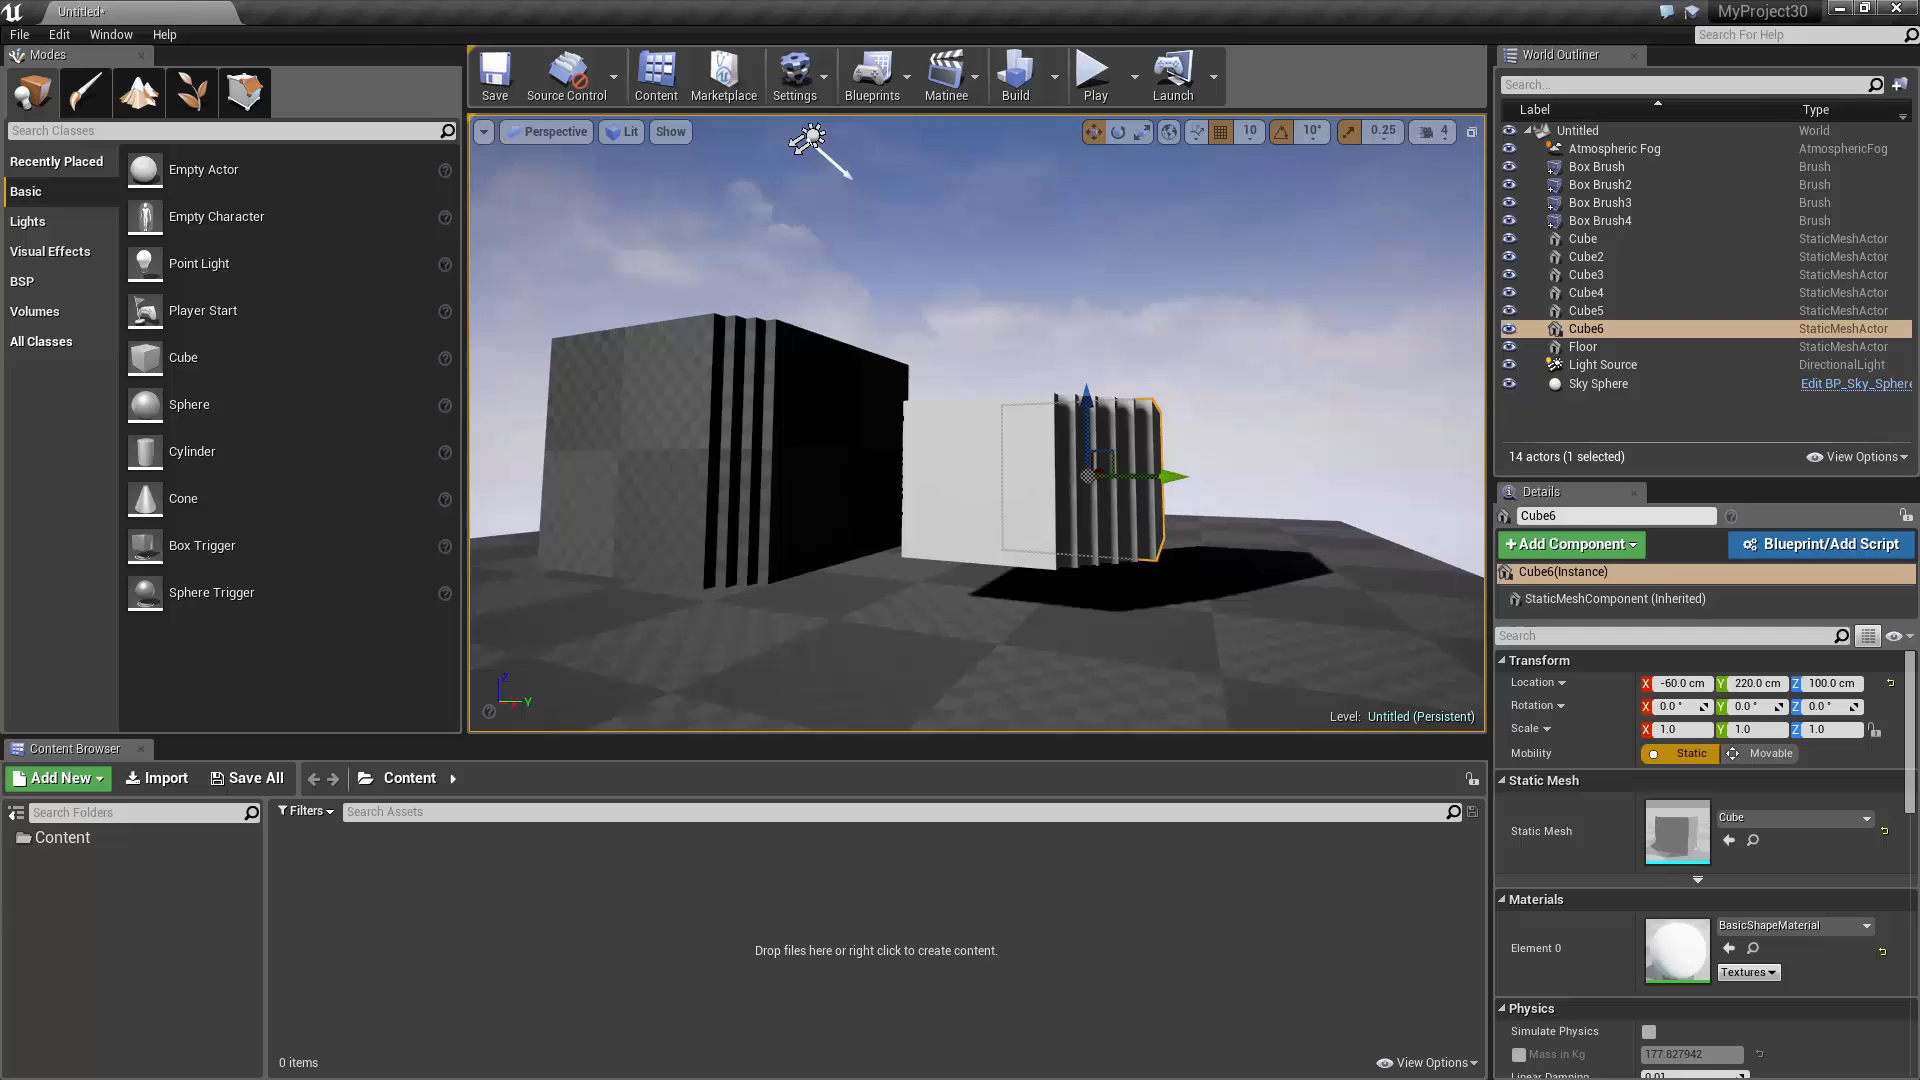 Untitled*
MyProject30
File Edit Window Help
Search For Help
Modes
Search Classes
Recently Placed
Basic
Lights
Visual Effects
BSP
Volumes
All Classes
Empty Actor
Empty Character
Point Light
Player Start
Cube
Sphere
Cylinder
Cone
Box Trigger
Sphere Trigger
Save
Source Control
Content
Marketplace
Settings
Blueprints
Matinee
Build
Play
Launch
Perspective Lit Show
10 10° 0.25 4
Z
Y
Level: Untitled (Persistent)
World Outliner
Search...
Label Type
Untitled World
Atmospheric Fog AtmosphericFog
Box Brush Brush
Box Brush2 Brush
Box Brush3 Brush
Box Brush4 Brush
Cube StaticMeshActor
Cube2 StaticMeshActor
Cube3 StaticMeshActor
Cube4 StaticMeshActor
Cube5 StaticMeshActor
Cube6 StaticMeshActor
Floor StaticMeshActor
Light Source DirectionalLight
Sky Sphere Edit BP_Sky_Sphere
14 actors (1 selected) View Options
Details
Cube6
+Add Component Blueprint/Add Script
Cube6(Instance)
StaticMeshComponent (Inherited)
Search
Transform
Location X -60.0 cm Y 220.0 cm Z 100.0 cm
Rotation X 0.0 ° Y 0.0 ° Z 0.0 °
Scale X 1.0 Y 1.0 Z 1.0
Mobility Static Movable
Static Mesh
Static Mesh Cube
Materials
Element 0 BasicShapeMaterial
Textures
Physics
Simulate Physics
Mass in Kg 177.827942
Linear Damping 0.01
Content Browser
Add New Import Save All Content
Search Folders
Content
Filters Search Assets
Drop files here or right click to create content.
0 items View Options